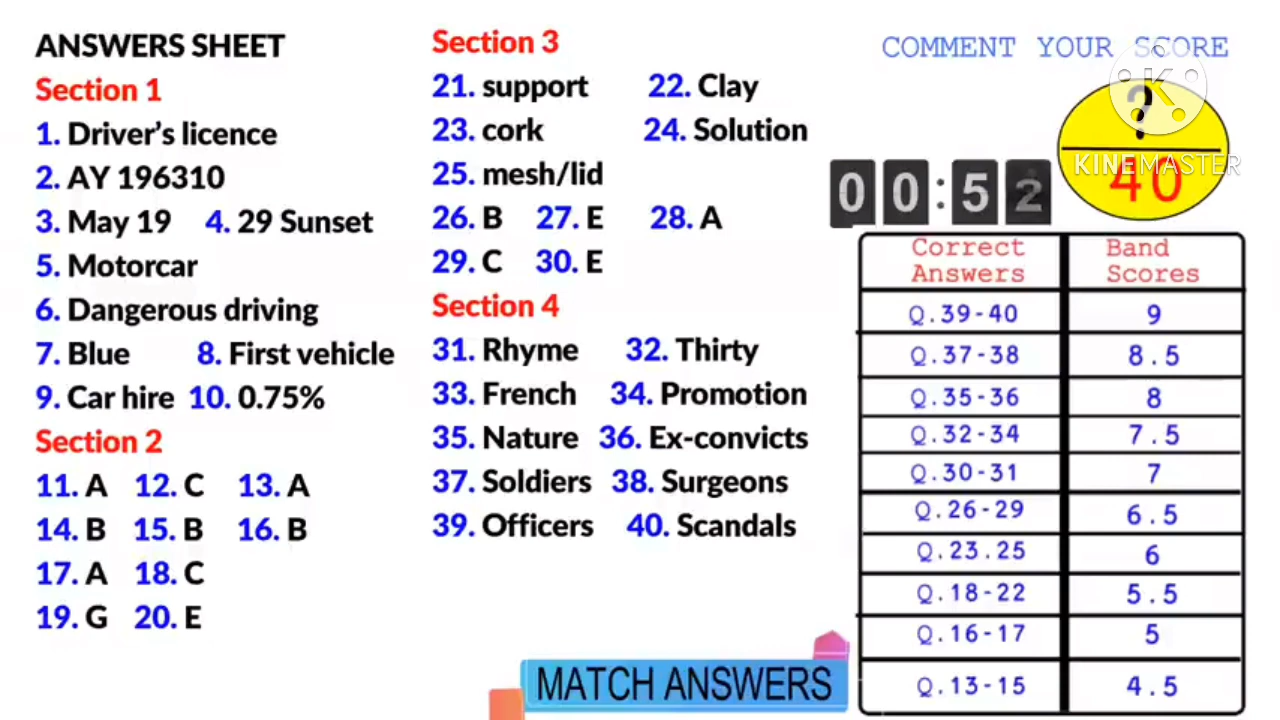 ANSWERS SHEET
Section 1
1. Driver's licence
2. AY 196310
3. May 19 4. 29 Sunset
5. Motorcar
6. Dangerous driving
7. Blue 8. First vehicle
9. Car hire 10. 0.75%
Section 2
11. A 12. C 13. A
14. B 15. B 16. B
17. A 18. C
19. G 20. E
Section 3
21. support 22. Clay
23. cork 24. Solution
25. mesh/lid
26. B 27. E 28. A
29. C 30. E
Section 4
31. Rhyme 32. Thirty
33. French 34. Promotion
35. Nature 36. Ex-convicts
37. Soldiers 38. Surgeons
39. Officers 40. Scandals
MATCH ANSWERS
COMMENT YOUR SCORE
K
?
KINEMASTER
40
00:52
Correct Answers Band Scores
Q.39-40 9
Q.37-38 8.5
Q.35-36 8
Q.32-34 7.5
Q.30-31 7
Q.26-29 6.5
Q.23.25 6
Q.18-22 5.5
Q.16-17 5
Q.13-15 4.5